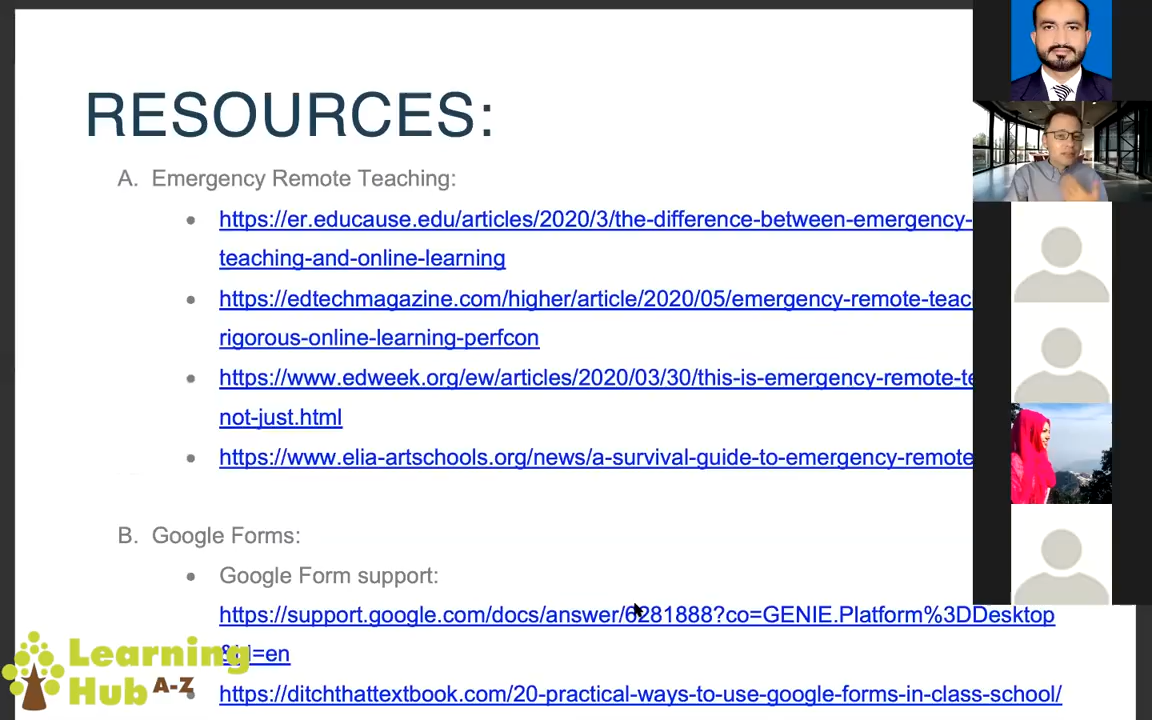 RESOURCES:
A. Emergency Remote Teaching:
https://er.educause.edu/articles/2020/3/the-difference-between-emergency-
teaching-and-online-learning
https://edtechmagazine.com/higher/article/2020/05/emergency-remote-teac
rigorous-online-learning-perfcon
https://www.edweek.org/ew/articles/2020/03/30/this-is-emergency-remote-te
not-just.html
https://www.elia-artschools.org/news/a-survival-guide-to-emergency-remote
B. Google Forms:
Google Form support:
https://support.google.com/docs/answer/6281888?co=GENIE.Platform%3DDesktop
=en
https://ditchthattextbook.com/20-practical-ways-to-use-google-forms-in-class-school/
Learning
Hub A-Z